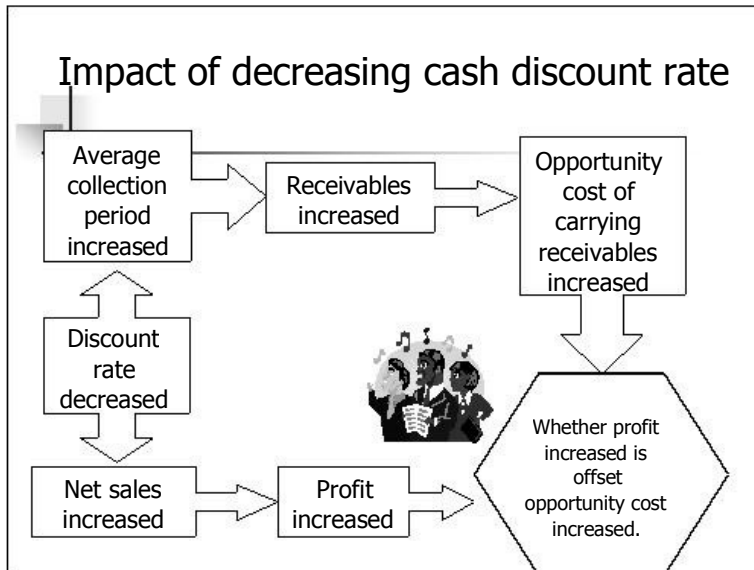 Impact of decreasing cash discount rate
Average
collection
period
increased
Receivables
increased
Opportunity
cost of
carrying
receivables
increased
Discount
rate
decreased
Net sales
increased
Profit
increased
Whether profit
increased is
offset
opportunity cost
increased.